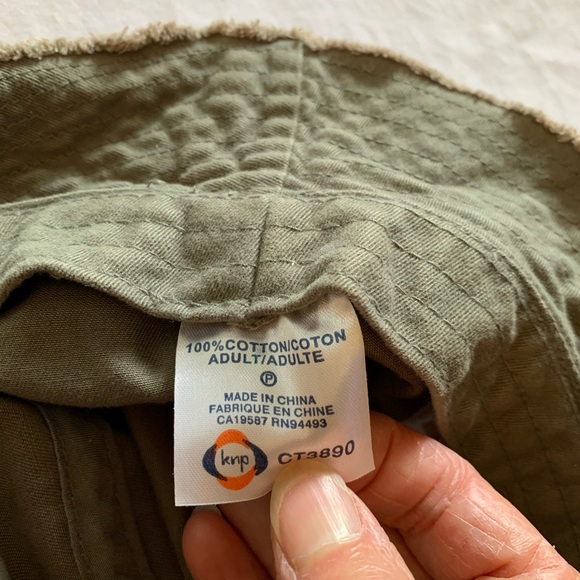 100%COTTON/COTON
ADULT/ADULTE
P
MADE IN CHINA
FABRIQUE EN CHINE
CA19587 RN94493
knp
CT3890